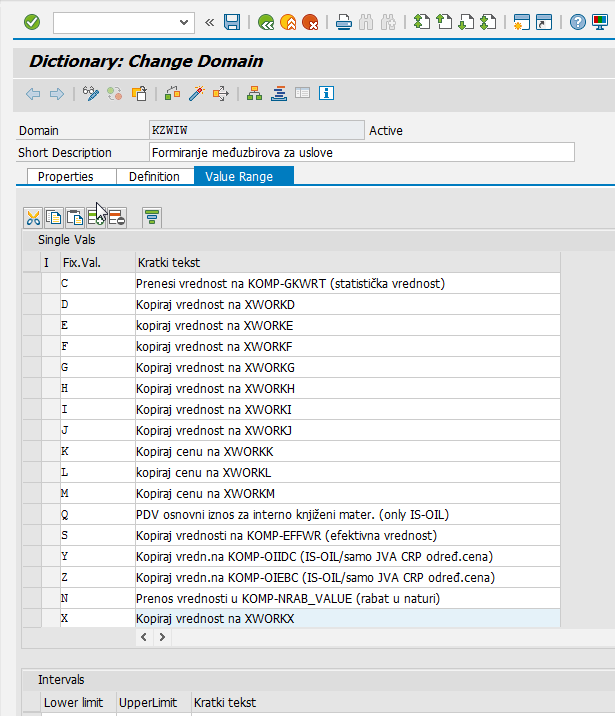 Dictionary: Change Domain
Domain KZWIW Active
Short Description Formiranje međuzbirova za uslove
Properties Definition Value Range
Single Vals
I Fix.Val. Kratki tekst
C Prenesi vrednost na KOMP-GKWRT (statistička vrednost)
D Kopiraj vrednost na XWORKD
E kopiraj vrednost na XWORKE
F kopiraj vrednost na XWORKF
G Kopiraj vrednost na XWORKG
H Kopiraj vrednost na XWORKH
I Kopiraj vrednost na XWORKI
J Kopiraj vrednost na XWORKJ
K Kopiraj cenu na XWORKK
L kopiraj cenu na XWORKL
M Kopiraj cenu na XWORKM
Q PDV osnovni iznos za interno knjiženi mater. (only IS-OIL)
S Kopiraj vrednosti na KOMP-EFFWR (efektivna vrednost)
Y Kopiraj vredn.na KOMP-OIIDC (IS-OIL/samo JVA CRP određ.cena)
Z Kopiraj vredn.na KOMP-OIEBC (IS-OIL/samo JVA CRP određ.cena)
N Prenos vrednosti u KOMP-NRAB_VALUE (rabat u naturi)
X Kopiraj vrednost na XWORKX
Intervals
Lower limit UpperLimit Kratki tekst